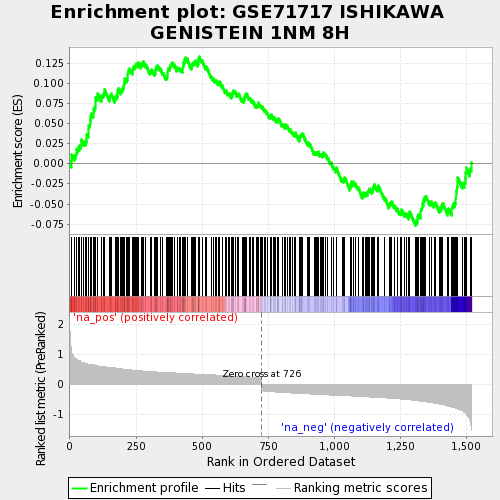 Enrichment plot: GSE71717 ISHIKAWA
GENISTEIN 1NM 8H
Enrichment score (ES)
0.125
0.100
0.075
0.050
0.025
0.000
-0.025
-0.050
-0.075
'na_pos' (positively correlated)
Ranked list metric (PreRanked)
2
1
0
-1
Zero cross at 726
'na_neg' (negatively correlated)
0
250
500
750
1,000
1,250
1,500
Rank in Ordered Dataset
Enrichment profile
Hits
Ranking metric scores